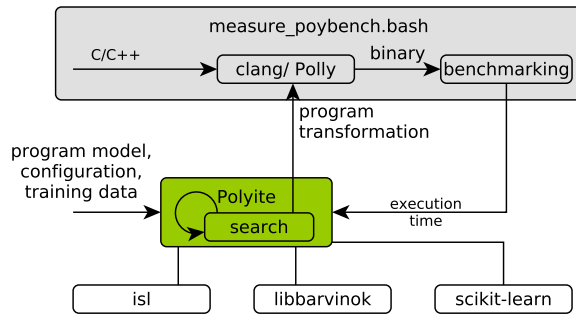 measure_poybench.bash
C/C++
clang/ Polly
binary
benchmarking
program
transformation
program model,
configuration,
training data
Polyite
search
execution
time
isl
libbarvinok
scikit-learn